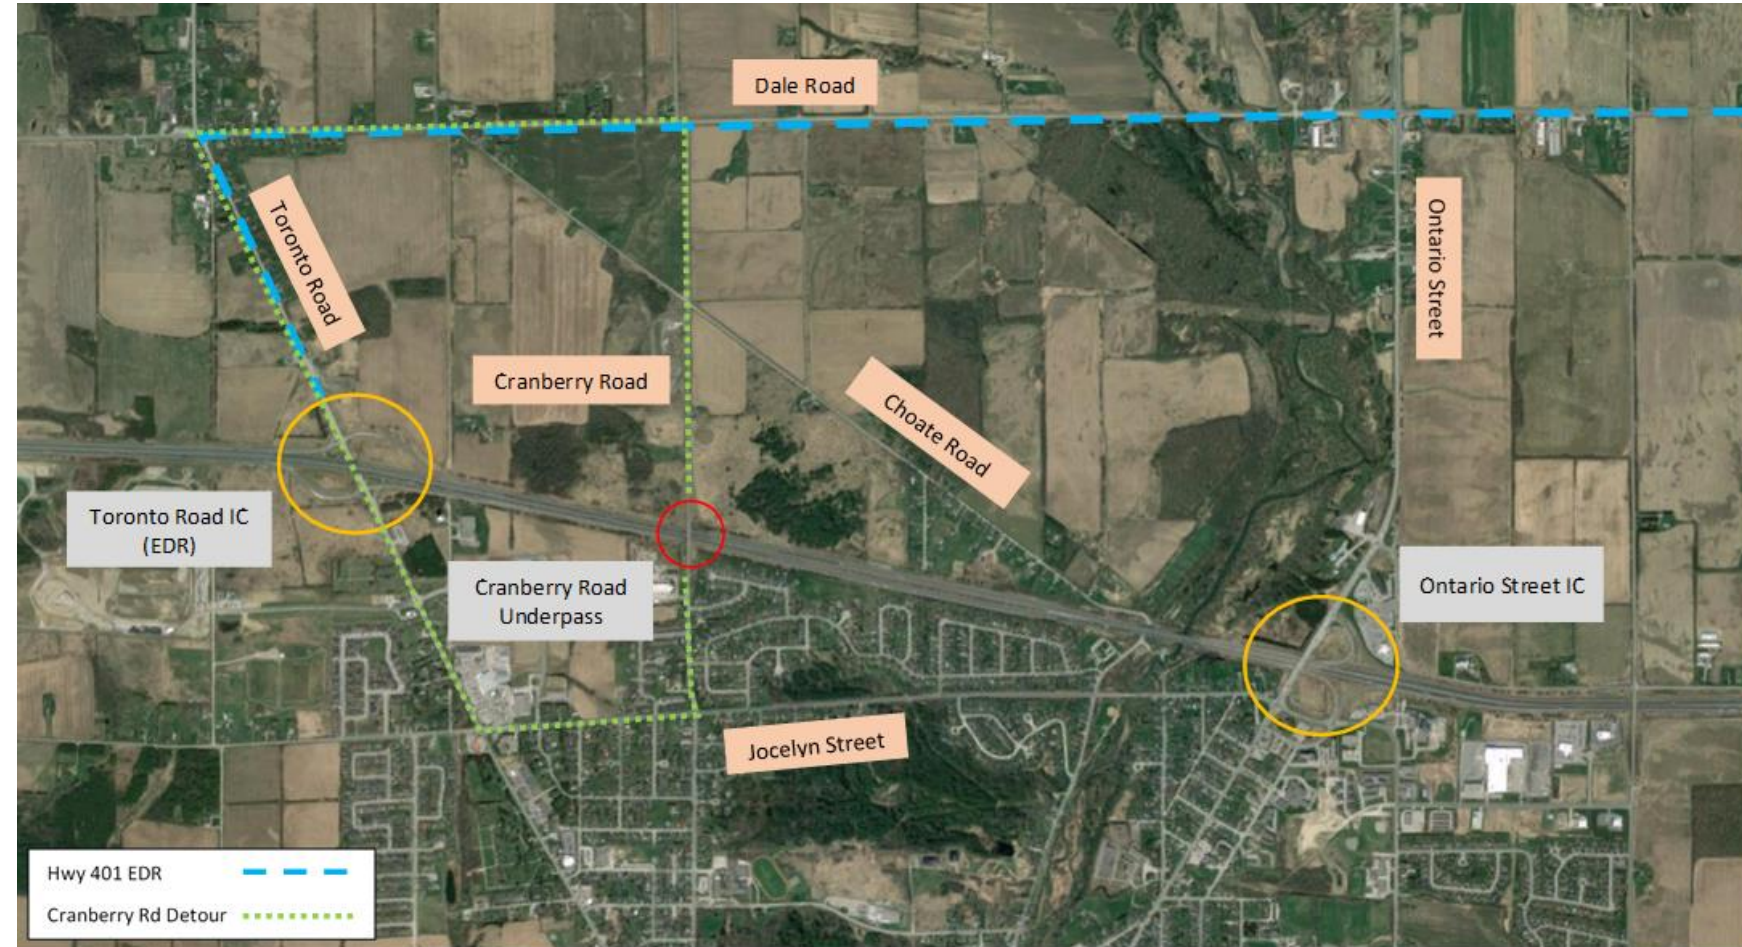 Dale Road
Toronto Road
Ontario Street
Cranberry Road
Choate Road
Toronto Road IC
(EDR)
Cranberry Road
Underpass
Ontario Street IC
Jocelyn Street
Hwy 401 EDR
Cranberry Rd Detour